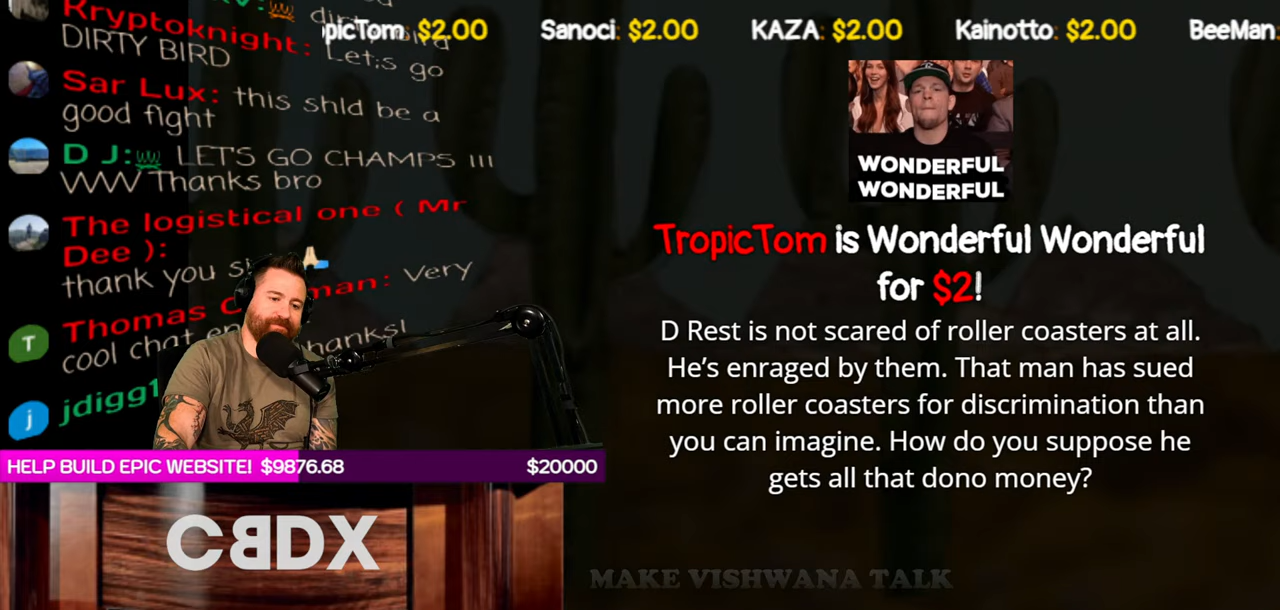 Kryptoknight: Let;s go
DIRTY BIRD
Sar Lux: this shld be a
good fight
D J: LET'S GO CHAMPS !!!
WW Thanks bro
The logistical one ( Mr
Dee ):
thank you
Thomas man: Very
cool chat
hanks!
jdigg1
HELP BUILD EPIC WEBSITE! $9876.68 $20000
CBDX
picTom: $2.00 Sanoci: $2.00 KAZA: $2.00 Kainotto: $2.00 BeeMan:
WONDERFUL
WONDERFUL
TropicTom is Wonderful Wonderful
for $2!
D Rest is not scared of roller coasters at all.
He’s enraged by them. That man has sued
more roller coasters for discrimination than
you can imagine. How do you suppose he
gets all that dono money?
MAKE VISHWANA TALK
T
j